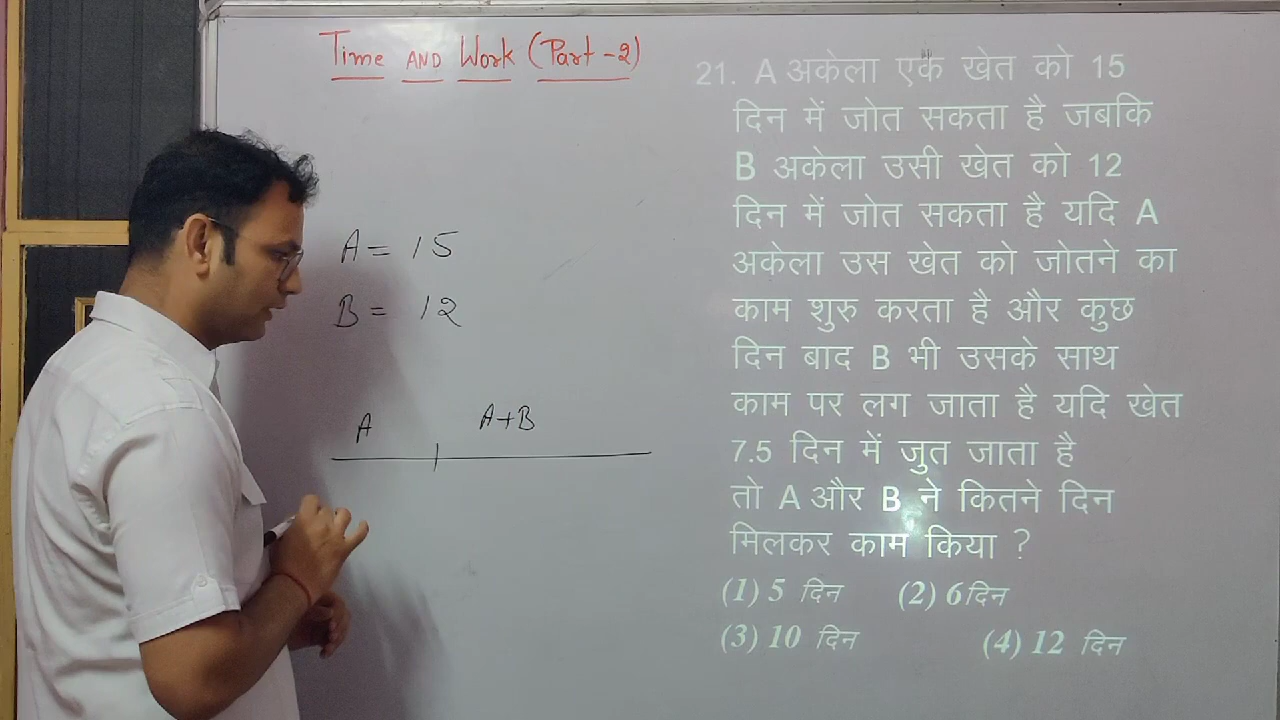 Time AND Work (Part-2)
A = 15
B = 12
A A+B
21. A अकेला एक खेत को 15
दिन में जोत सकता है जबकि
B अकेला उसी खेत को 12
दिन में जोत सकता है यदि A
अकेला उस खेत को जोतने का
काम शुरु करता है और कुछ
दिन बाद B भी उसके साथ
काम पर लग जाता है यदि खेत
7.5 दिन में जुत जाता है
तो A और B ने कितने दिन
मिलकर काम किया ?
(1) 5 दिन (2) 6 दिन
(3) 10 दिन (4) 12 दिन